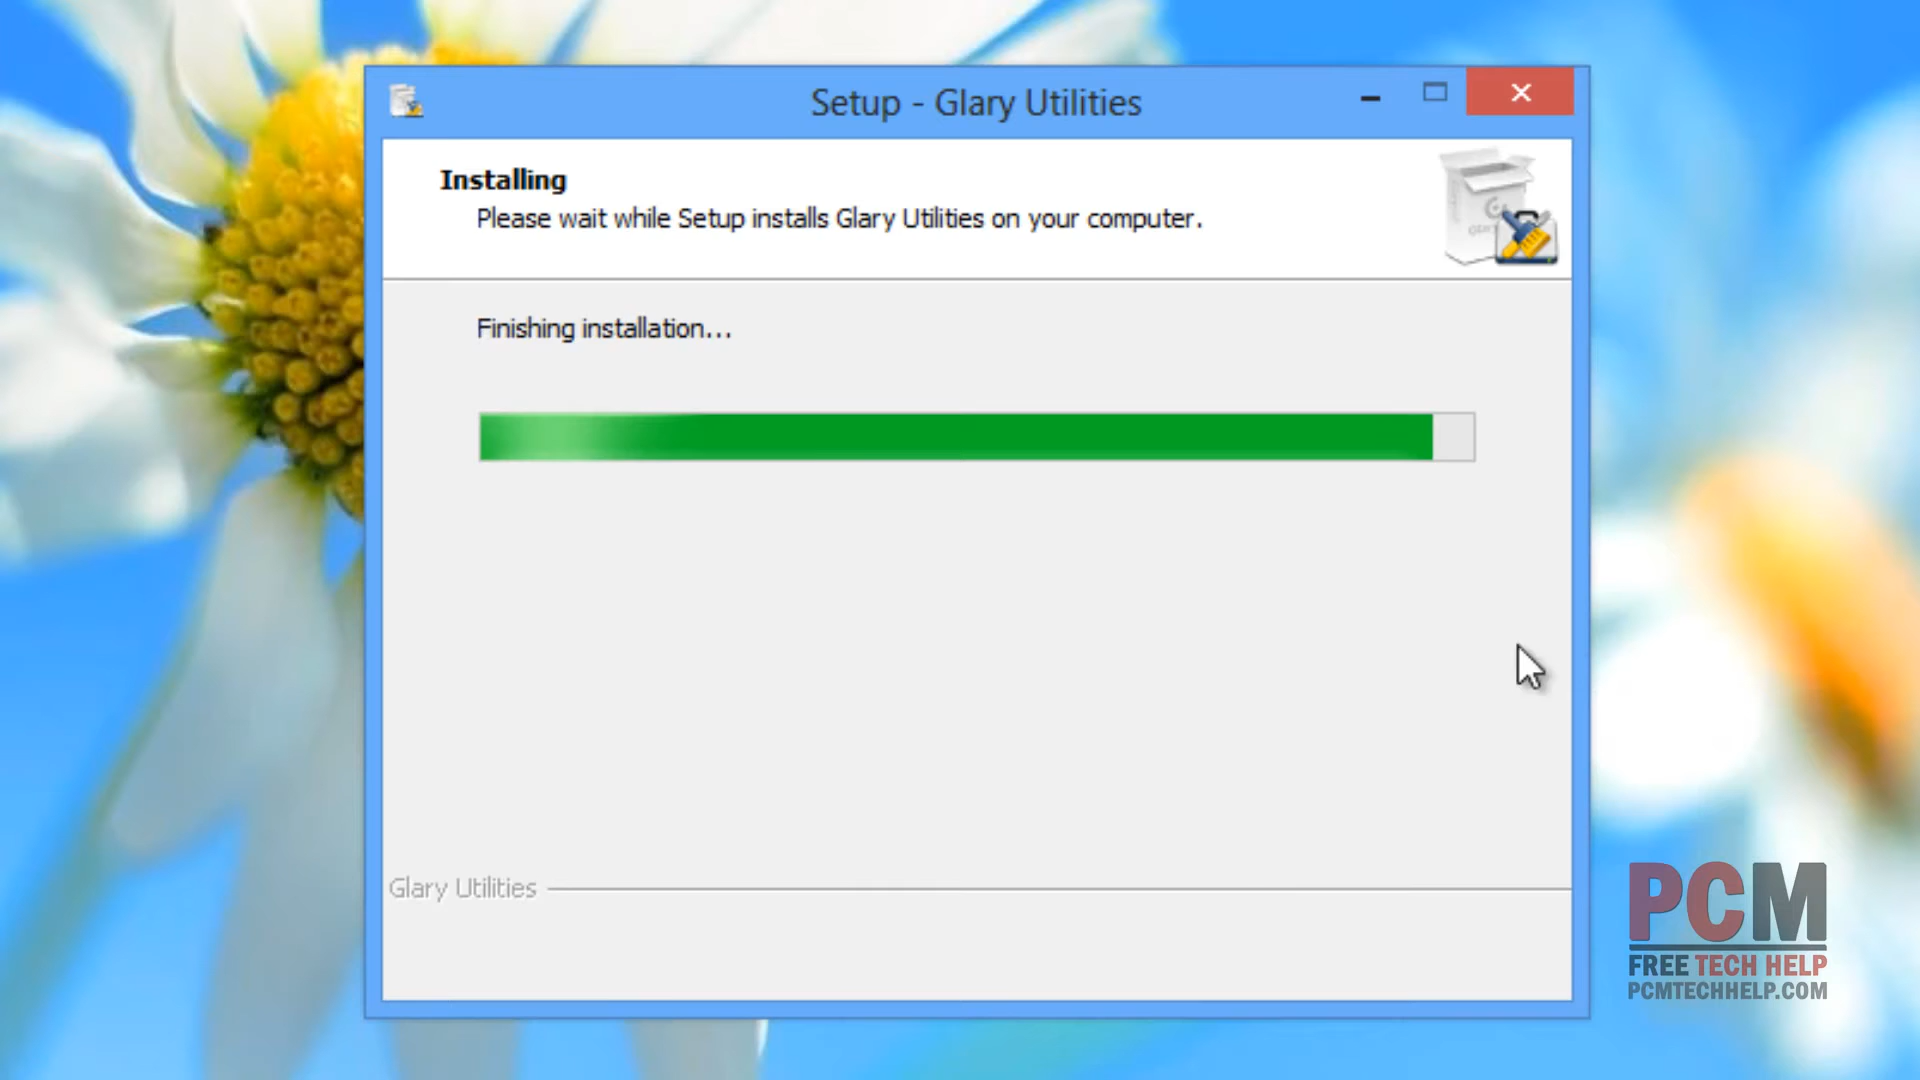 Setup - Glary Utilities
Installing
Please wait while Setup installs Glary Utilities on your computer.
Finishing installation...
Glary Utilities
PCM
FREE TECH HELP
PCMTECHHELP.COM